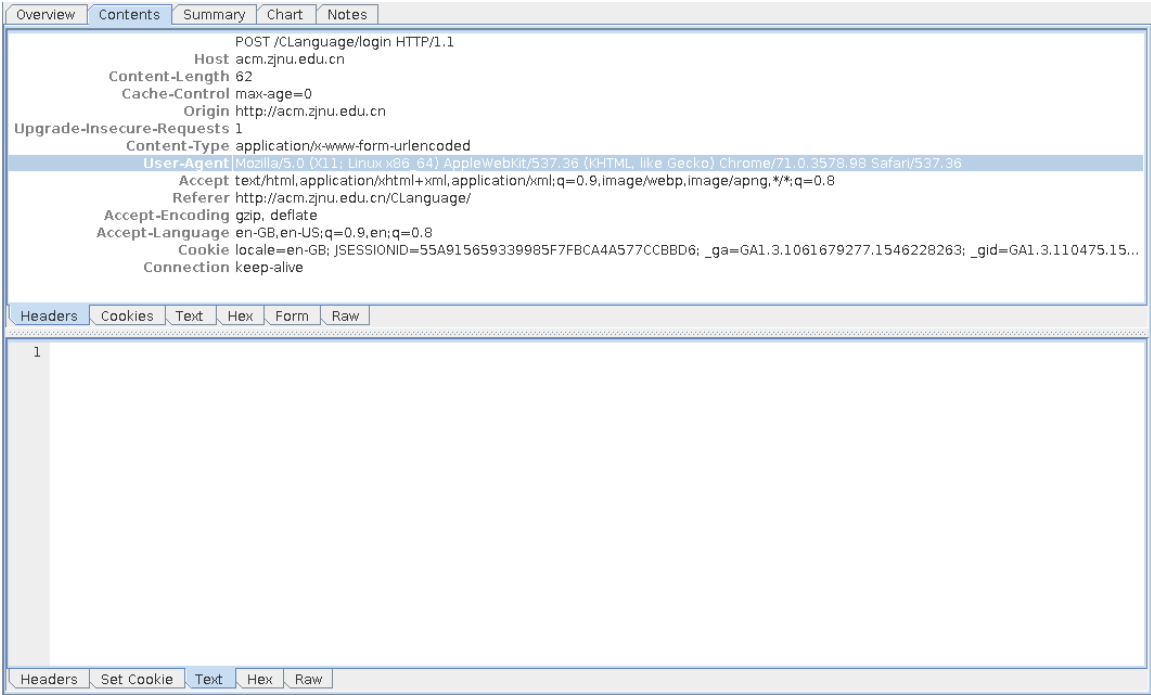 Overview Contents Summary Chart Notes
POST /CLanguage/login HTTP/1.1
Host acm.zjnu.edu.cn
Content-Length 62
Cache-Control max-age=0
Origin http://acm.zjnu.edu.cn
Upgrade-Insecure-Requests 1
Content-Type application/x-www-form-urlencoded
User-Agent Mozilla/5.0 (X11; Linux x86_64) AppleWebKit/537.36 (KHTML, like Gecko) Chrome/71.0.3578.98 Safari/537.36
Accept text/html,application/xhtml+xml,application/xml;q=0.9,image/webp,image/apng,*/*;q=0.8
Referer http://acm.zjnu.edu.cn/CLanguage/
Accept-Encoding gzip, deflate
Accept-Language en-GB,en-US;q=0.9,en;q=0.8
Cookie locale=en-GB; JSESSIONID=55A915659339985F7FBCA4A577CCBBD6; _ga=GA1.3.1061679277.1546228263; _gid=GA1.3.110475.15...
Connection keep-alive
Headers Cookies Text Hex Form Raw
1
Headers Set Cookie Text Hex Raw